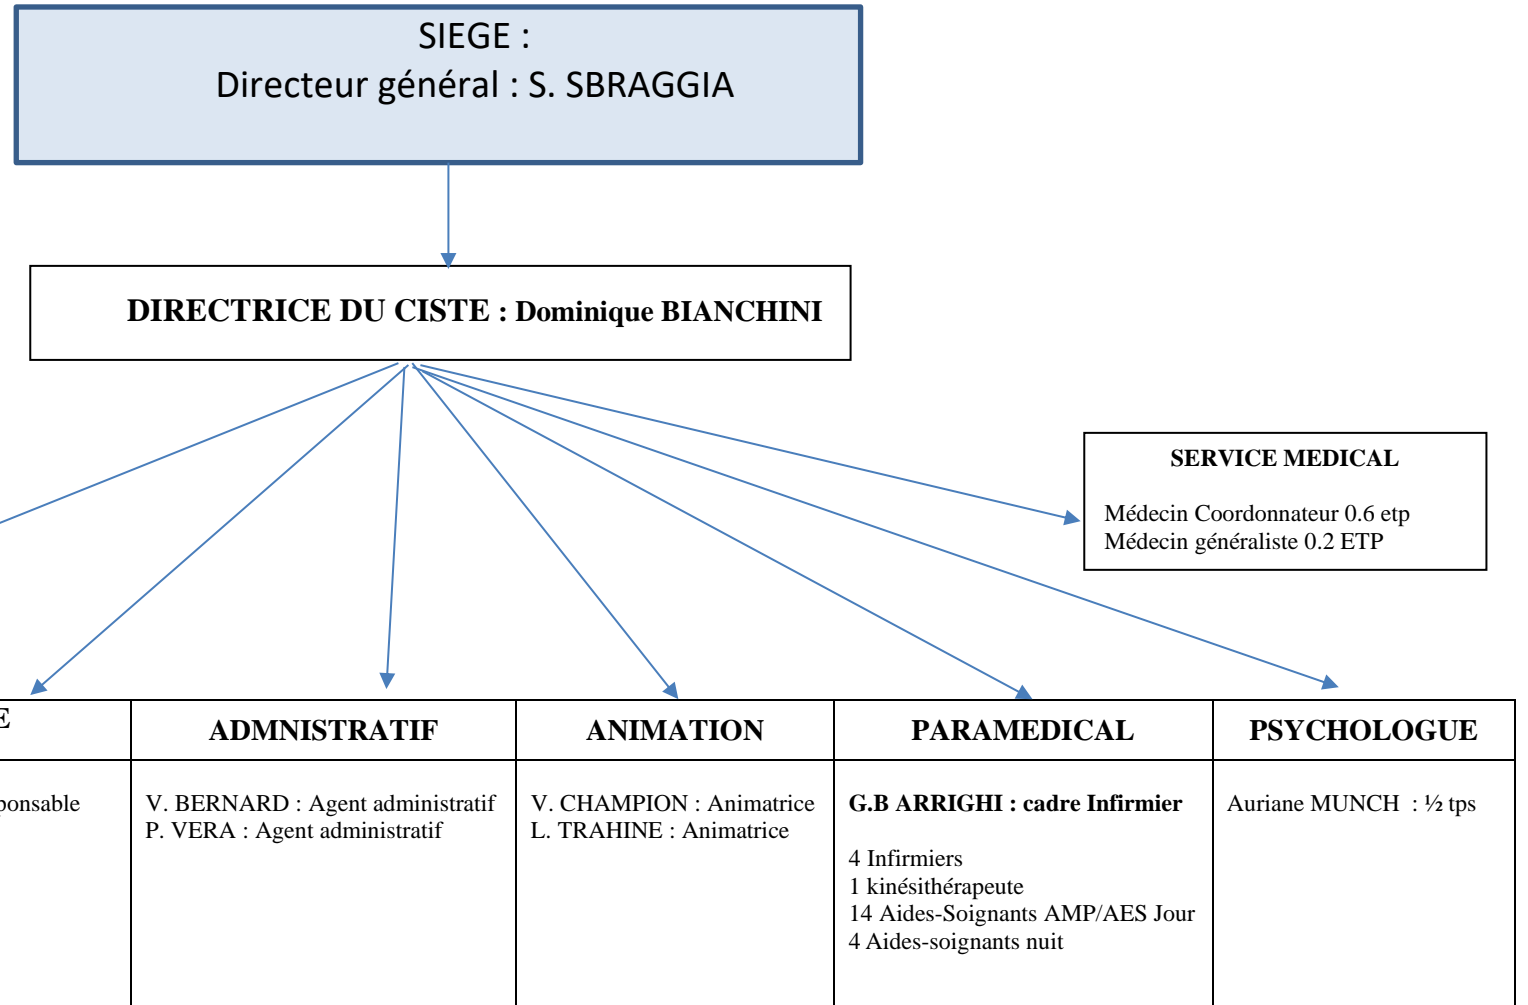 SIEGE :
Directeur général : S. SBRAGGIA
DIRECTRICE DU CISTE : Dominique BIANCHINI
SERVICE MEDICAL
Médecin Coordonnateur 0.6 etp
Médecin généraliste 0.2 ETP
E
ponsable
ADMNISTRATIF
V. BERNARD : Agent administratif
P. VERA : Agent administratif
ANIMATION
V. CHAMPION : Animatrice
L. TRAHINE : Animatrice
PARAMEDICAL
G.B ARRIGHI : cadre Infirmier
4 Infirmiers
1 kinésithérapeute
14 Aides-Soignants AMP/AES Jour
4 Aides-soignants nuit
PSYCHOLOGUE
Auriane MUNCH : ½ tps